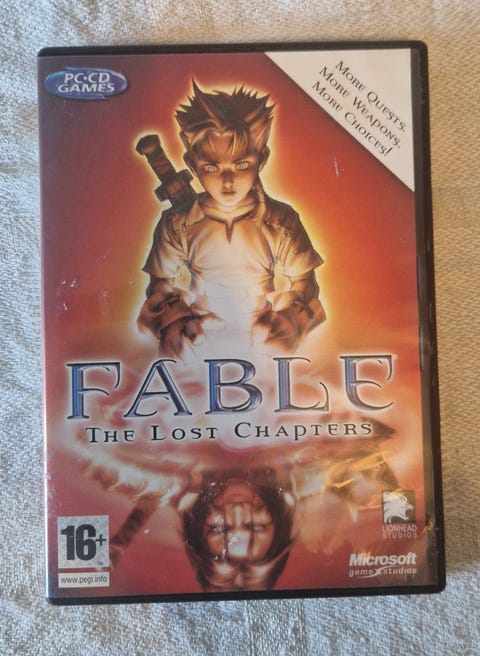 PC·CD
GAMES
More Quests.
More Weapons.
More Choices!
FABLE
The Lost Chapters
16+
www.pegi.info
LIONHEAD
STUDIOS
Microsoft
game studios